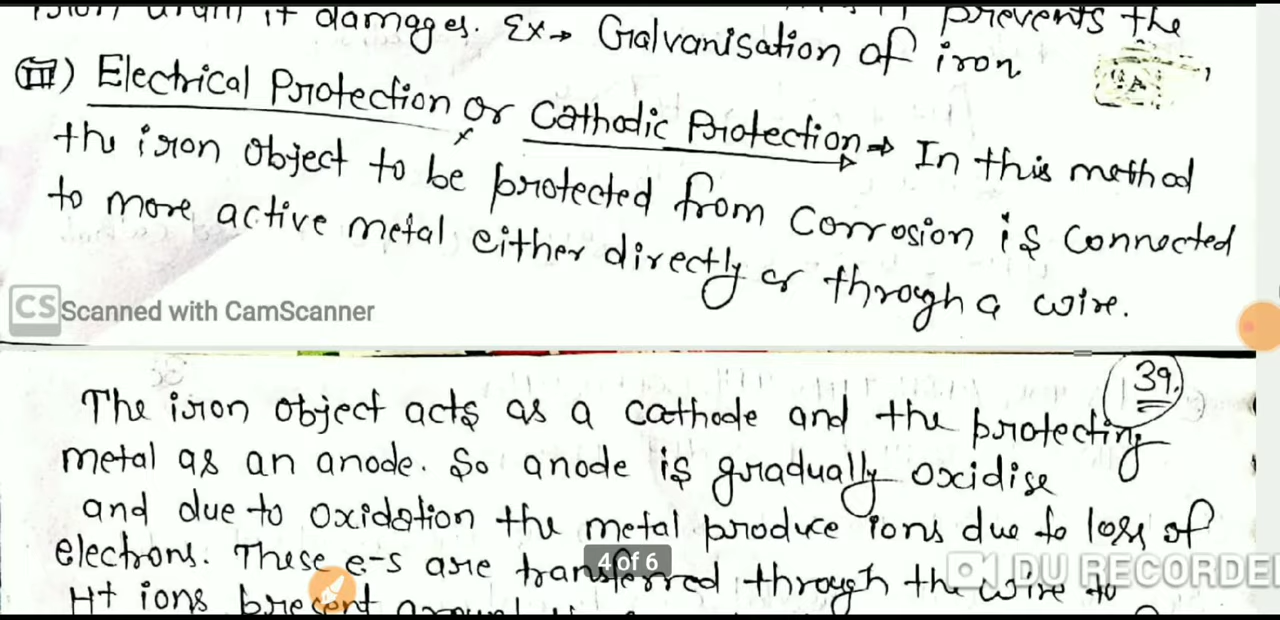 it damages. Ex→ Galvanisation of iron
prevents the
(III) Electrical Protection or Cathodic Protection⇒ In this method
the iron object to be protected from corrosion is connected
to more active metal either directly or through a wire.
CS Scanned with CamScanner
39.
The iron object acts as a cathode and the protecting
metal as an anode. So anode is gradually oxidise
and due to oxidation the metal produce ions due to loss of
electrons. These e-s are transferred through the wire to
4 of 6
DU RECORDE
H+ ions present